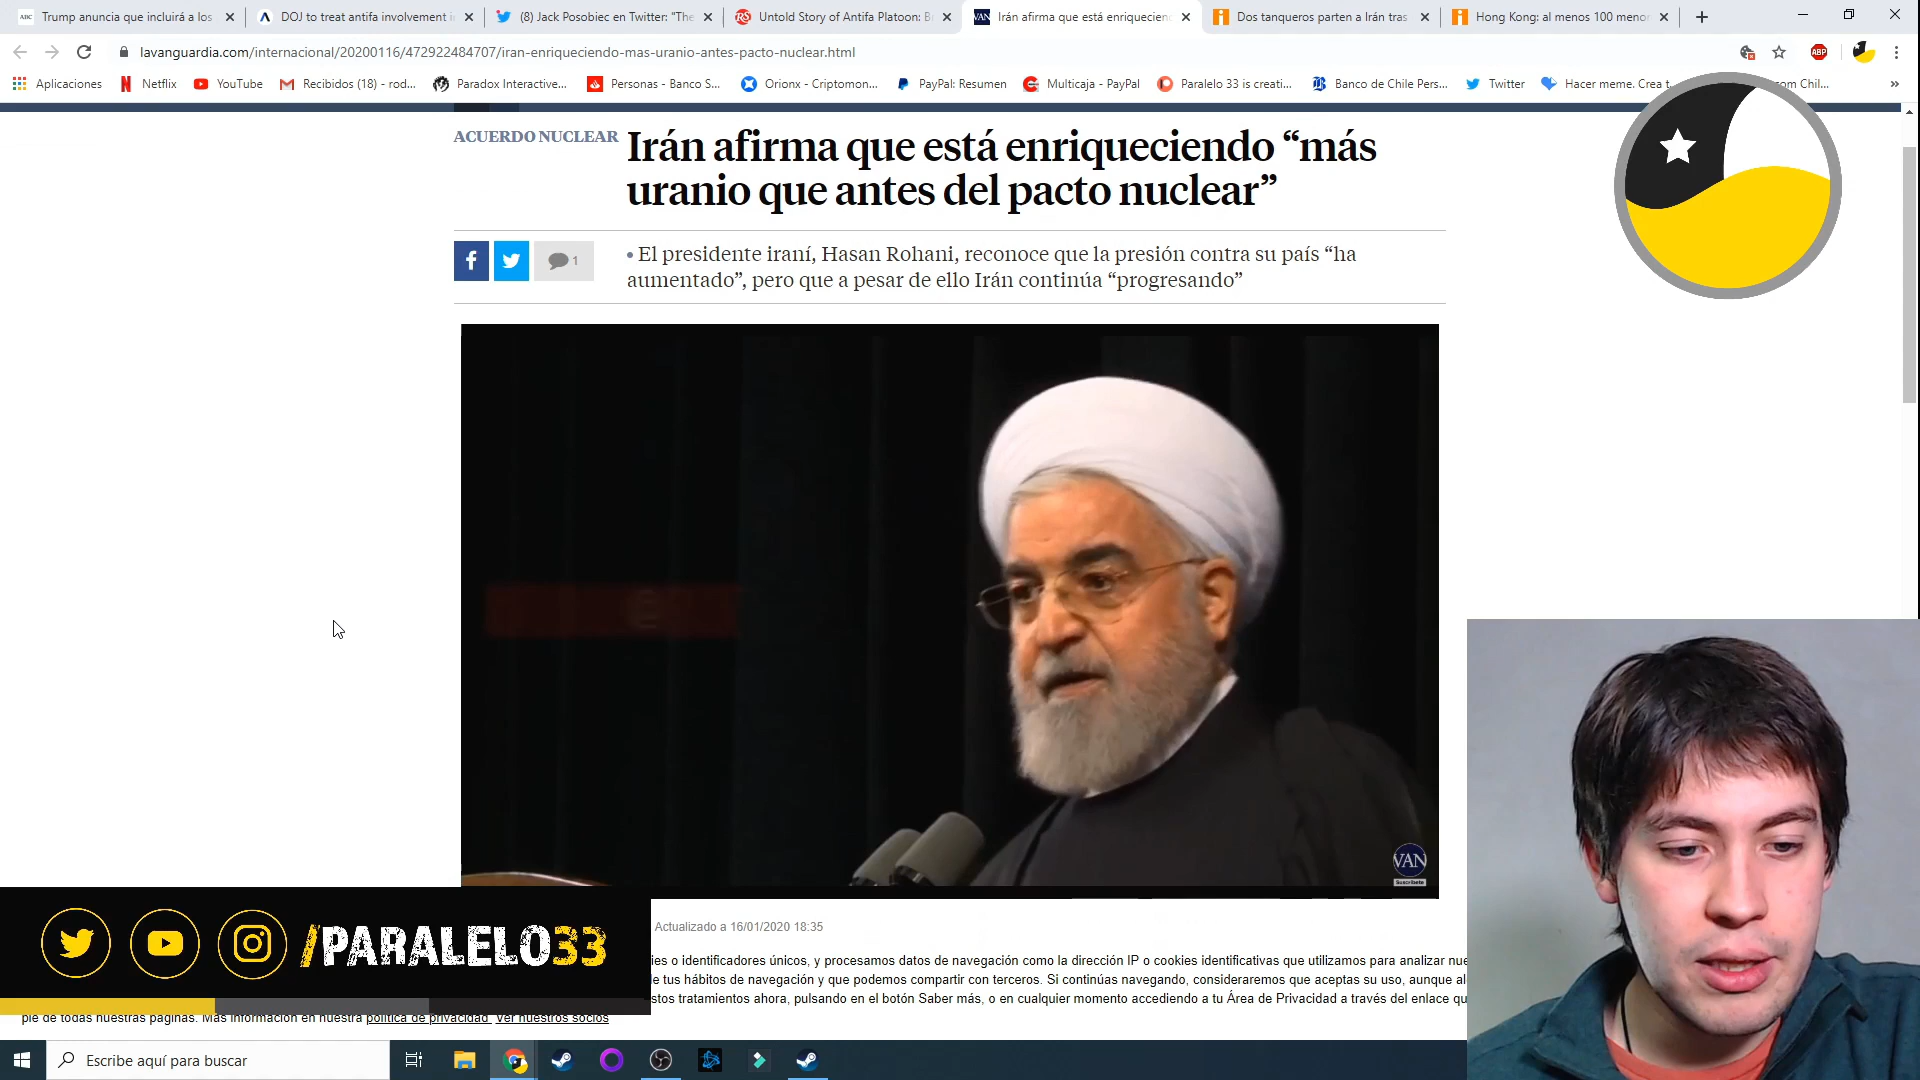 ABC Trump anuncia que incluirá a los
DOJ to treat antifa involvement i
(8) Jack Posobiec en Twitter: "The
RS Untold Story of Antifa Platoon: B
VAN Irán afirma que está enriquecien
Dos tanqueros parten a Irán tras
Hong Kong: al menos 100 menor
lavanguardia.com/internacional/20200116/472922484707/iran-enriqueciendo-mas-uranio-antes-pacto-nuclear.html
ABP
Aplicaciones
Netflix
YouTube
Recibidos (18) - rod...
Paradox Interactive...
Personas - Banco S...
Orionx - Criptomon...
PayPal: Resumen
Multicaja - PayPal
Paralelo 33 is creati...
Banco de Chile Pers...
Twitter
Hacer meme. Crea t
om Chil...
ACUERDO NUCLEAR
Irán afirma que está enriqueciendo “más
uranio que antes del pacto nuclear”
1
• El presidente iraní, Hasan Rohani, reconoce que la presión contra su país “ha
aumentado”, pero que a pesar de ello Irán continúa “progresando”
VAN
Suscríbete
/PARALELO33
Actualizado a 16/01/2020 18:35
ies o identificadores únicos, y procesamos datos de navegación como la dirección IP o cookies identificativas que utilizamos para analizar nue
e tus hábitos de navegación y que podemos compartir con terceros. Si continúas navegando, consideraremos que aceptas su uso, aunque al
stos tratamientos ahora, pulsando en el botón Saber más, o en cualquier momento accediendo a tu Área de Privacidad a través del enlace qu
pie de todas nuestras páginas. Más información en nuestra política de privacidad Ver nuestros socios
Escribe aquí para buscar